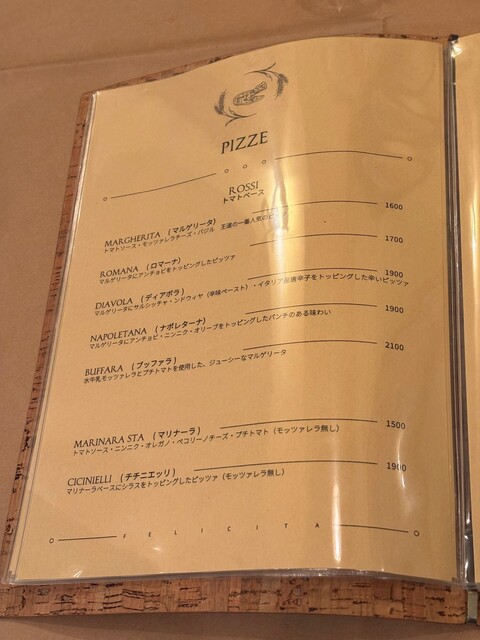 PIZZE
ROSSI
トマトベース
MARGHERITA （マルゲリータ） 王道の一番人気の 1600
トマトソース・モッツァレラチーズ・バジル
ROMANA （ロマーナ） 1700
マルゲリータにアンチョビをトッピングしたピッツァ
DIAVOLA （ディアボラ） 1900
マルゲリータにサルシッチャ・ンドウィヤ（辛味ペースト）・イタリア産唐辛子をトッピングした辛いピッツァ
NAPOLETANA （ナポレターナ） 1900
マルゲリータにアンチョビ・ニンニク・オリーブをトッピングしたパンチのある味わい
BUFFARA （ブッファラ） 2100
水牛乳モッツァレラとプチトマトを使用した、ジューシーなマルゲリータ
MARINARA STA （マリナーラ） 1500
トマトソース・ニンニク・オレガノ・ペコリーノチーズ・プチトマト（モッツァレラ無し）
CICINIELLI （チチニエッリ） 1900
マリナーラベースにシラスをトッピングしたピッツァ（モッツァレラ無し）
FELICITA